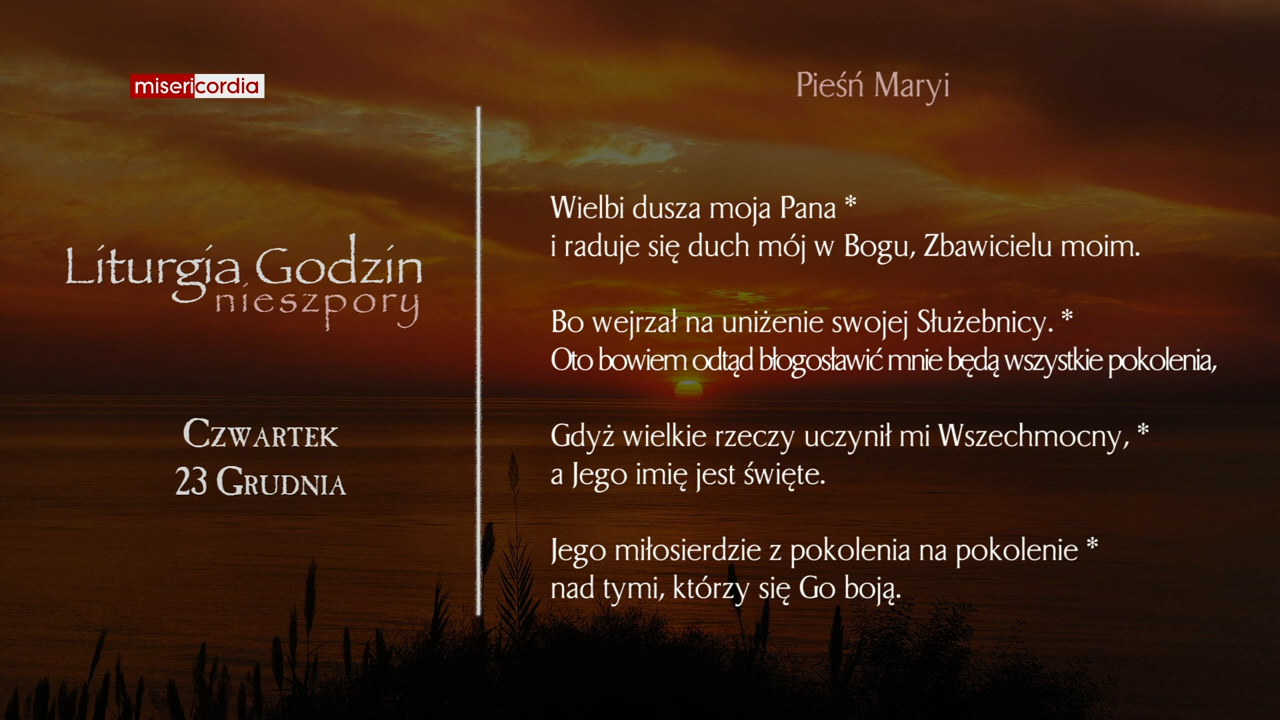 misericordia
Liturgia Godzin
nieszpory
Czwartek
23 Grudnia
Pieśń Maryi
Wielbi dusza moja Pana *
i raduje się duch mój w Bogu, Zbawicielu moim.
Bo wejrzał na uniżenie swojej Służebnicy. *
Oto bowiem odtąd błogosławić mnie będą wszystkie pokolenia,
Gdyż wielkie rzeczy uczynił mi Wszechmocny, *
a Jego imię jest święte.
Jego miłosierdzie z pokolenia na pokolenie *
nad tymi, którzy się Go boją.